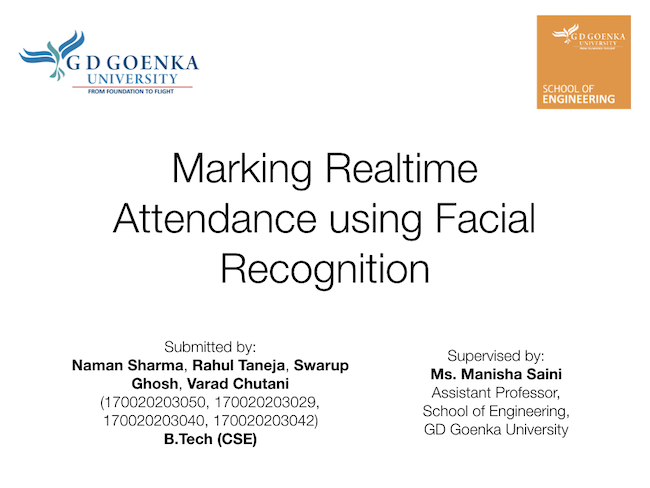 G D GOENKA
UNIVERSITY
FROM FOUNDATION TO FLIGHT
G D GOENKA
UNIVERSITY
SCHOOL OF
ENGINEERING
Marking Realtime
Attendance using Facial
Recognition
Submitted by:
Naman Sharma, Rahul Taneja, Swarup
Ghosh, Varad Chutani
(170020203050, 170020203029,
170020203040, 170020203042)
B.Tech (CSE)
Supervised by:
Ms. Manisha Saini
Assistant Professor,
School of Engineering,
GD Goenka University